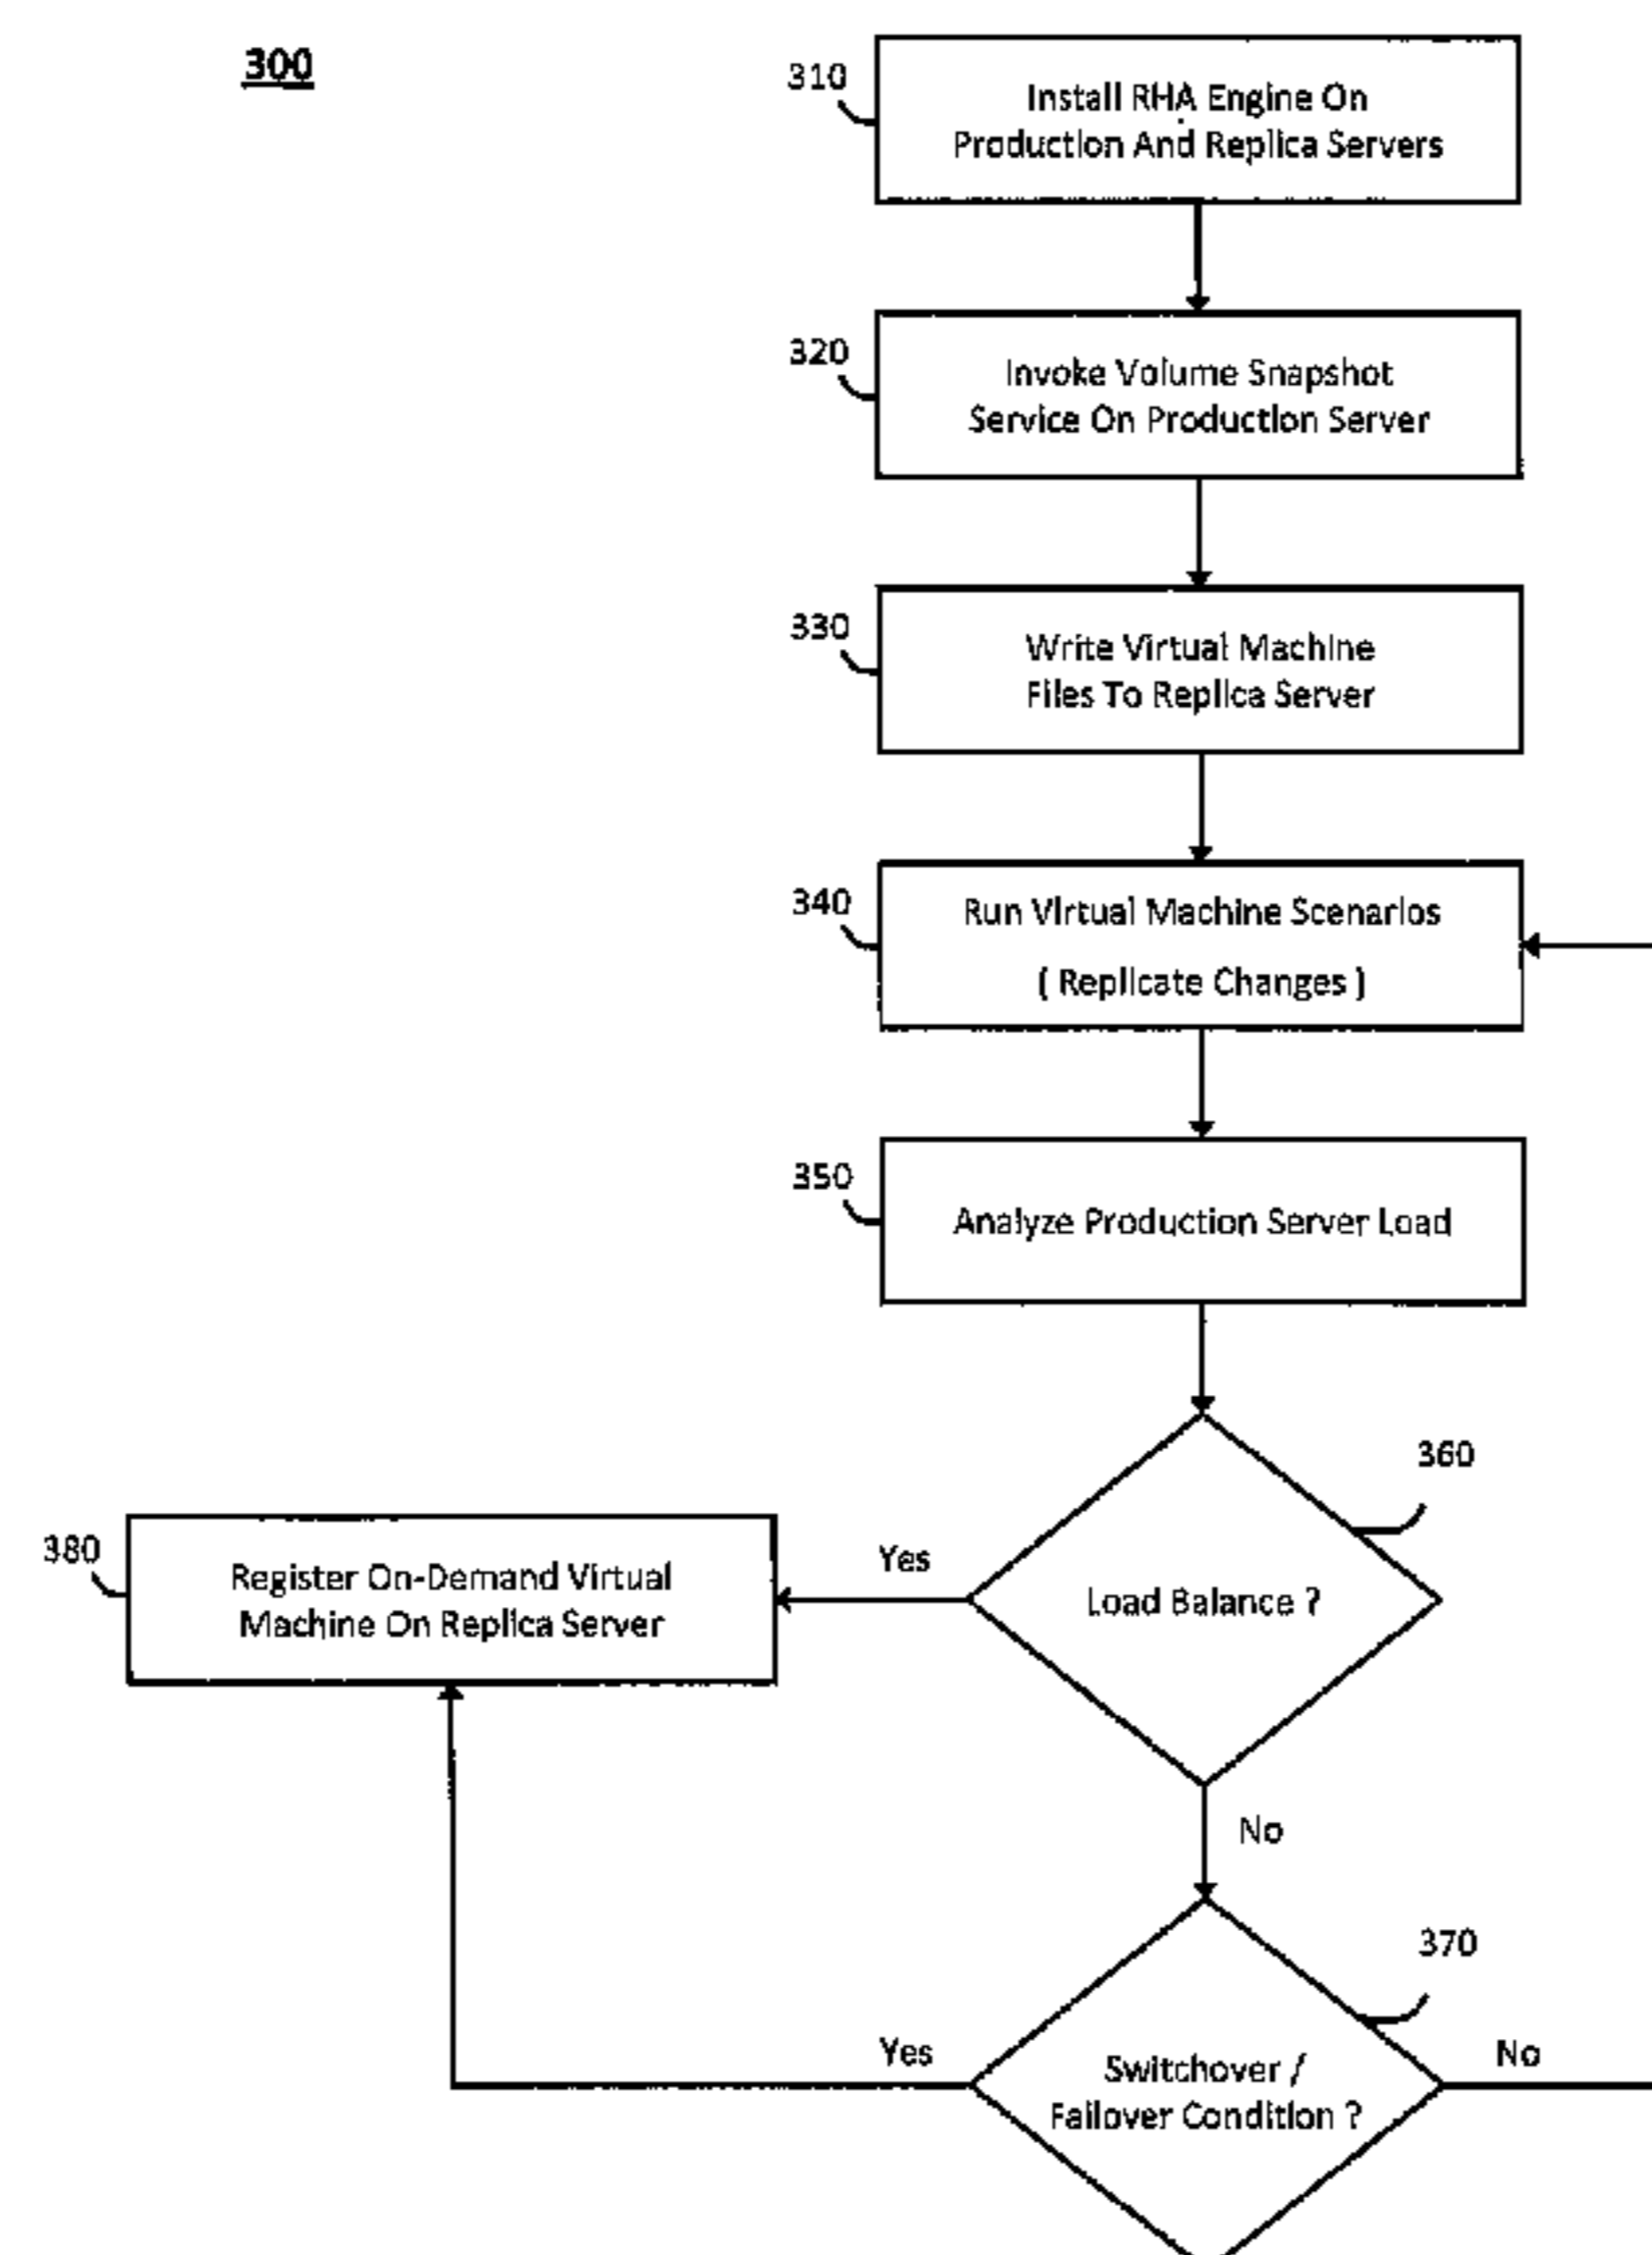 300
310
Install RHA Engine On
Production And Replica Servers
320
Invoke Volume Snapshot
Service On Production Server
330
Write Virtual Machine
Files To Replica Server
340
Run Virtual Machine Scenarios
( Replicate Changes )
350
Analyze Production Server Load
360
Load Balance ?
Yes
380
Register On-Demand Virtual
Machine On Replica Server
No
370
Switchover /
Failover Condition ?
Yes
No